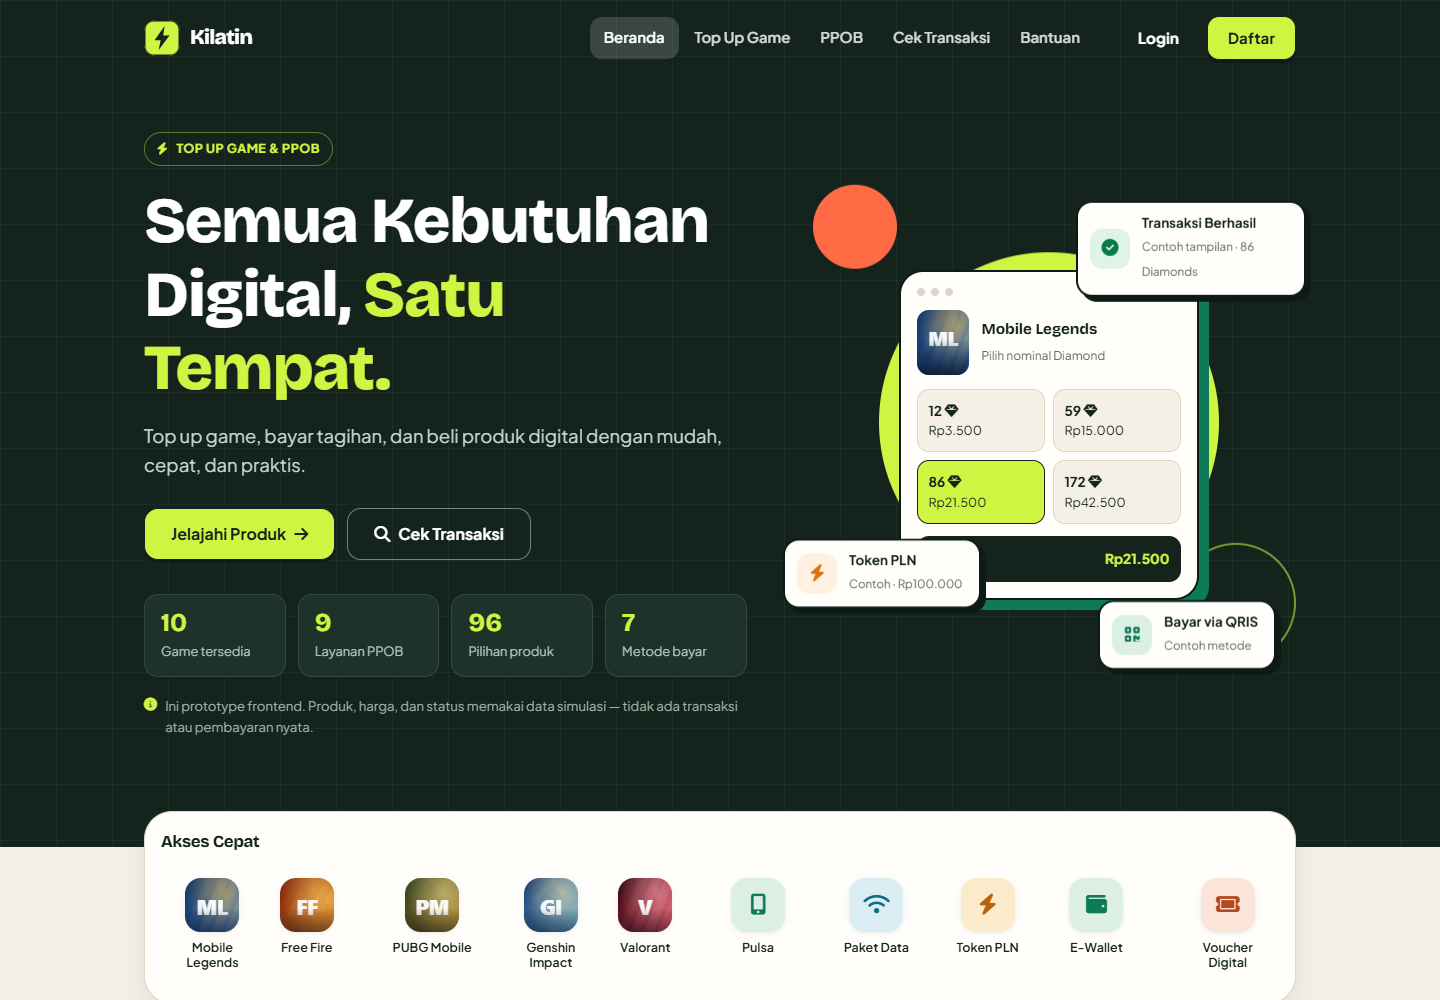 Kilatin
Beranda
Top Up Game
PPOB
Cek Transaksi
Bantuan
Login
Daftar
TOP UP GAME & PPOB
Semua Kebutuhan
Digital, Satu
Tempat.
Top up game, bayar tagihan, dan beli produk digital dengan mudah,
cepat, dan praktis.
Jelajahi Produk
Cek Transaksi
10
Game tersedia
9
Layanan PPOB
96
Pilihan produk
7
Metode bayar
Ini prototype frontend. Produk, harga, dan status memakai data simulasi — tidak ada transaksi
atau pembayaran nyata.
Transaksi Berhasil
Contoh tampilan · 86
Diamonds
ML
Mobile Legends
Pilih nominal Diamond
12
Rp3.500
59
Rp15.000
86
Rp21.500
172
Rp42.500
Rp21.500
Token PLN
Contoh · Rp100.000
Bayar via QRIS
Contoh metode
Akses Cepat
ML
Mobile
Legends
FF
Free Fire
PM
PUBG Mobile
GI
Genshin
Impact
V
Valorant
Pulsa
Paket Data
Token PLN
E-Wallet
Voucher
Digital